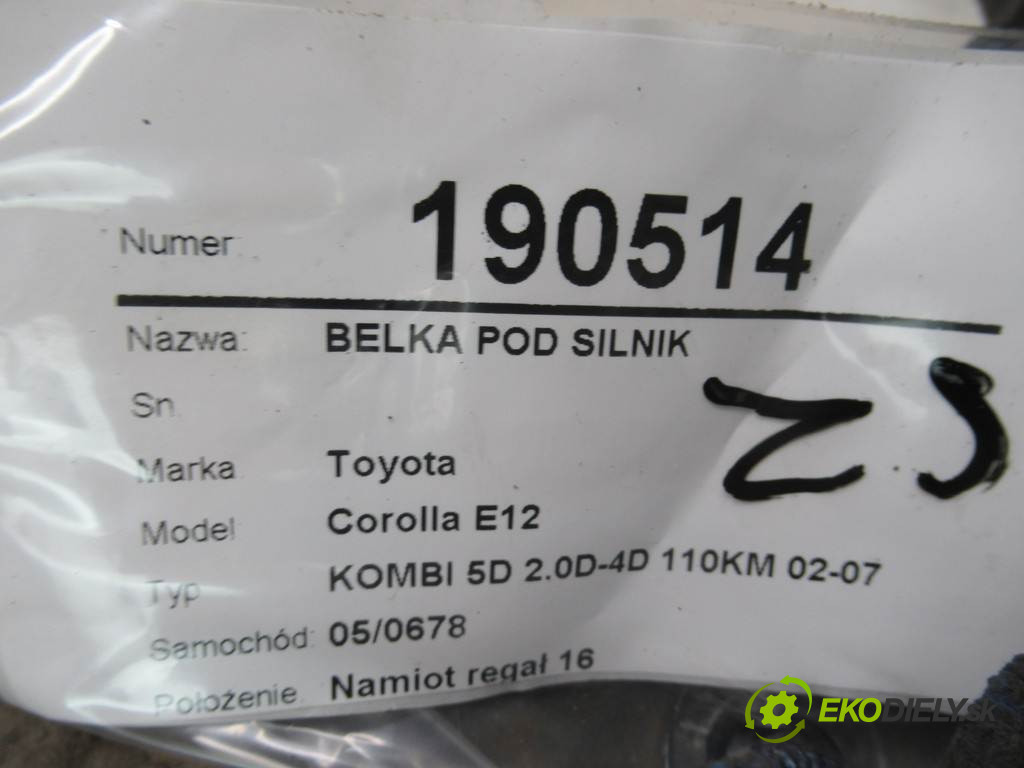 Numer: 190514
Nazwa: BELKA POD SILNIK
Sn
Marka Toyota
Model Corolla E12
Typ KOMBI 5D 2.0D-4D 110KM 02-07
Samochód: 05/0678
Położenie Namiot regał 16
EKODIELY.sk